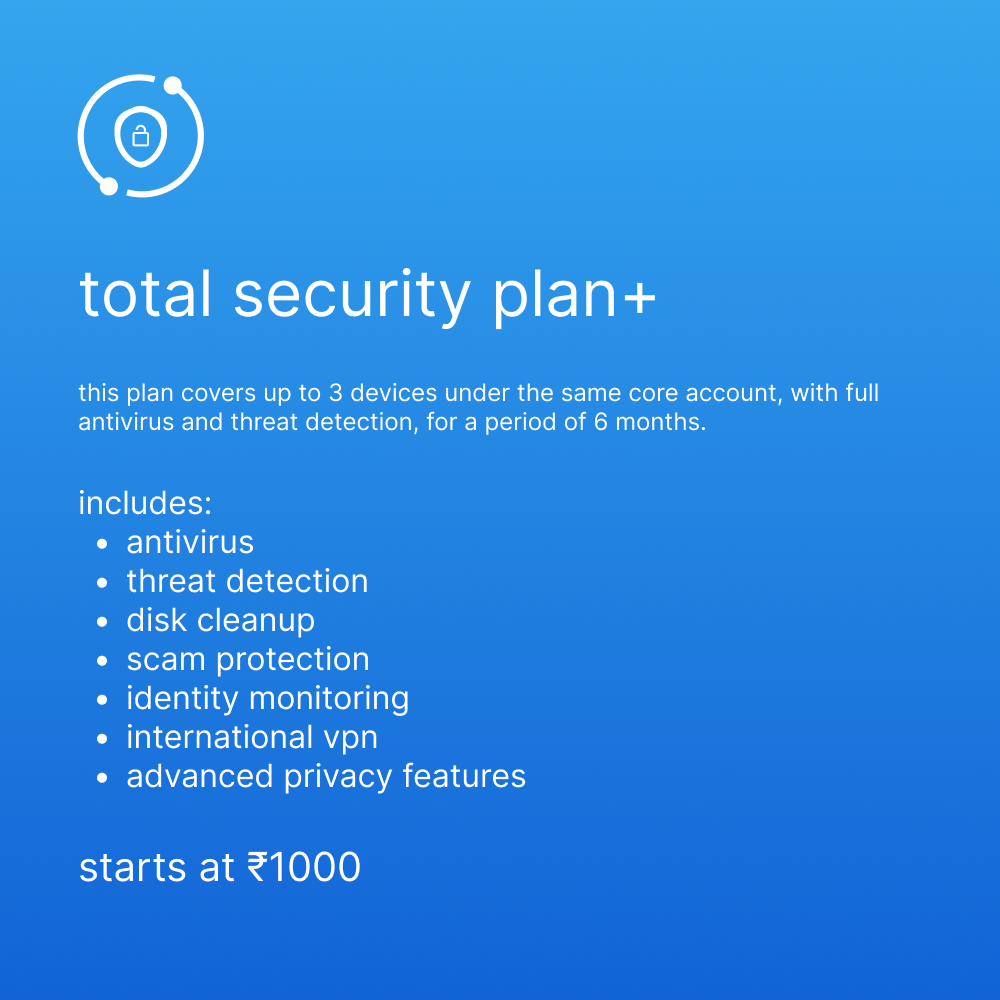 total security plan+
this plan covers up to 3 devices under the same core account, with full
antivirus and threat detection, for a period of 6 months.
includes:
• antivirus
• threat detection
• disk cleanup
• scam protection
• identity monitoring
• international vpn
• advanced privacy features
starts at ₹1000